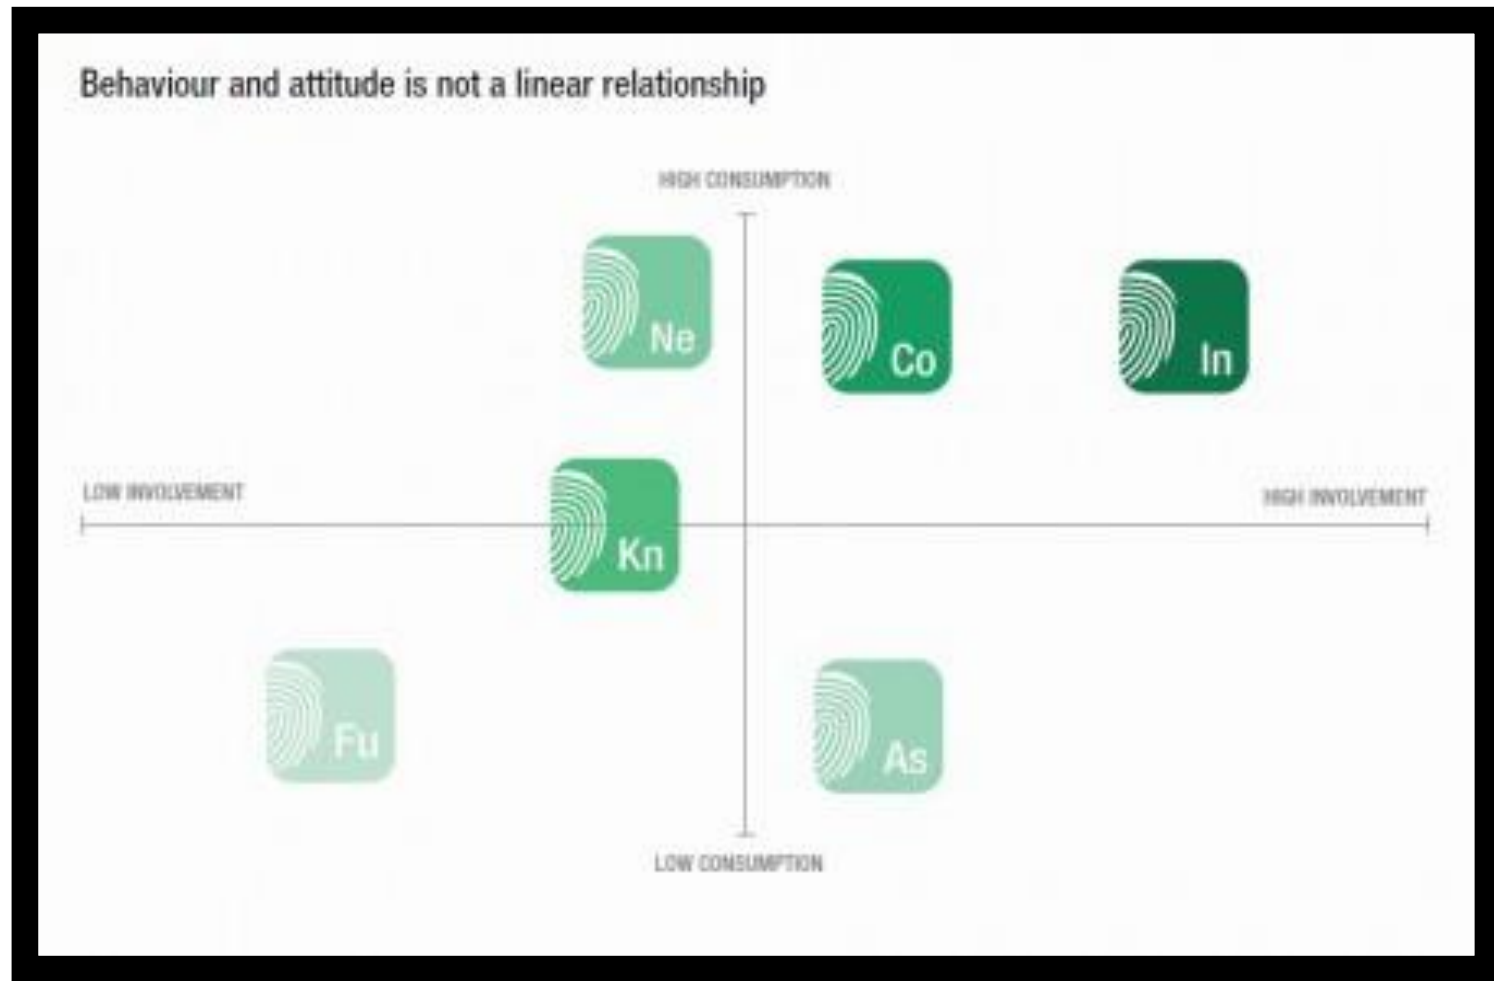 Behaviour and attitude is not a linear relationship
HIGH CONSUMPTION
Ne
Co
In
LOW INVOLVEMENT
HIGH INVOLVEMENT
Kn
Fu
As
LOW CONSUMPTION